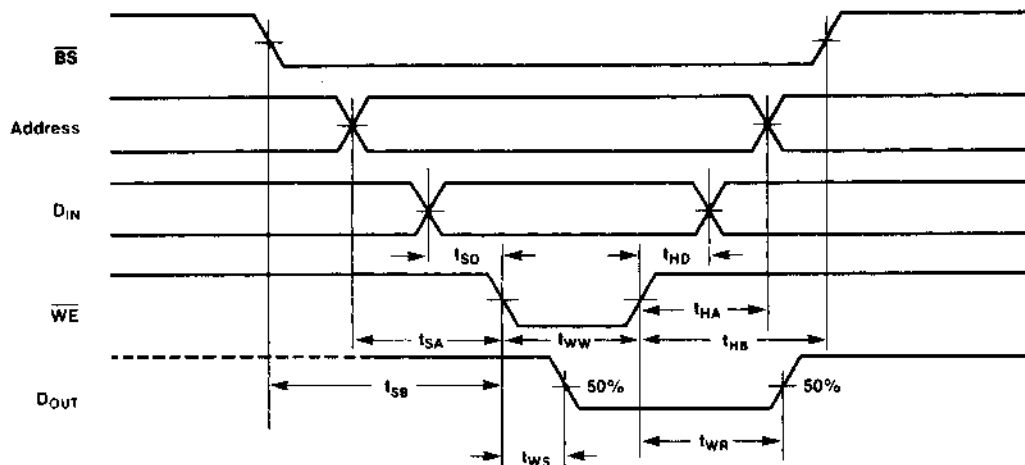 BS
Address
DIN
tSD
tHD
WE
tHA
tSA
tWW
tHB
50%
50%
tSB
DOUT
tWR
tWS